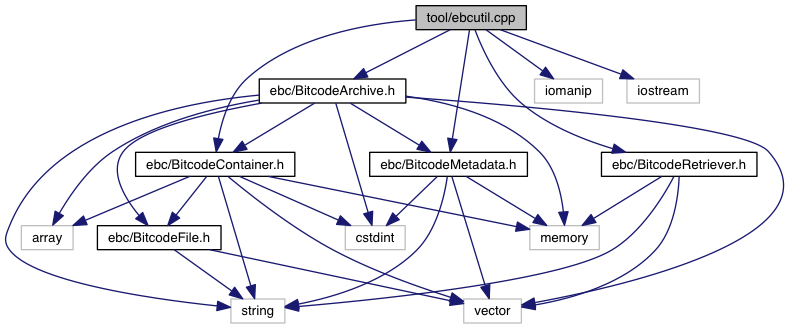 tool/ebcutil.cpp
ebc/BitcodeArchive.h
iomanip
iostream
ebc/BitcodeContainer.h
ebc/BitcodeMetadata.h
ebc/BitcodeRetriever.h
array
ebc/BitcodeFile.h
cstdint
memory
string
vector